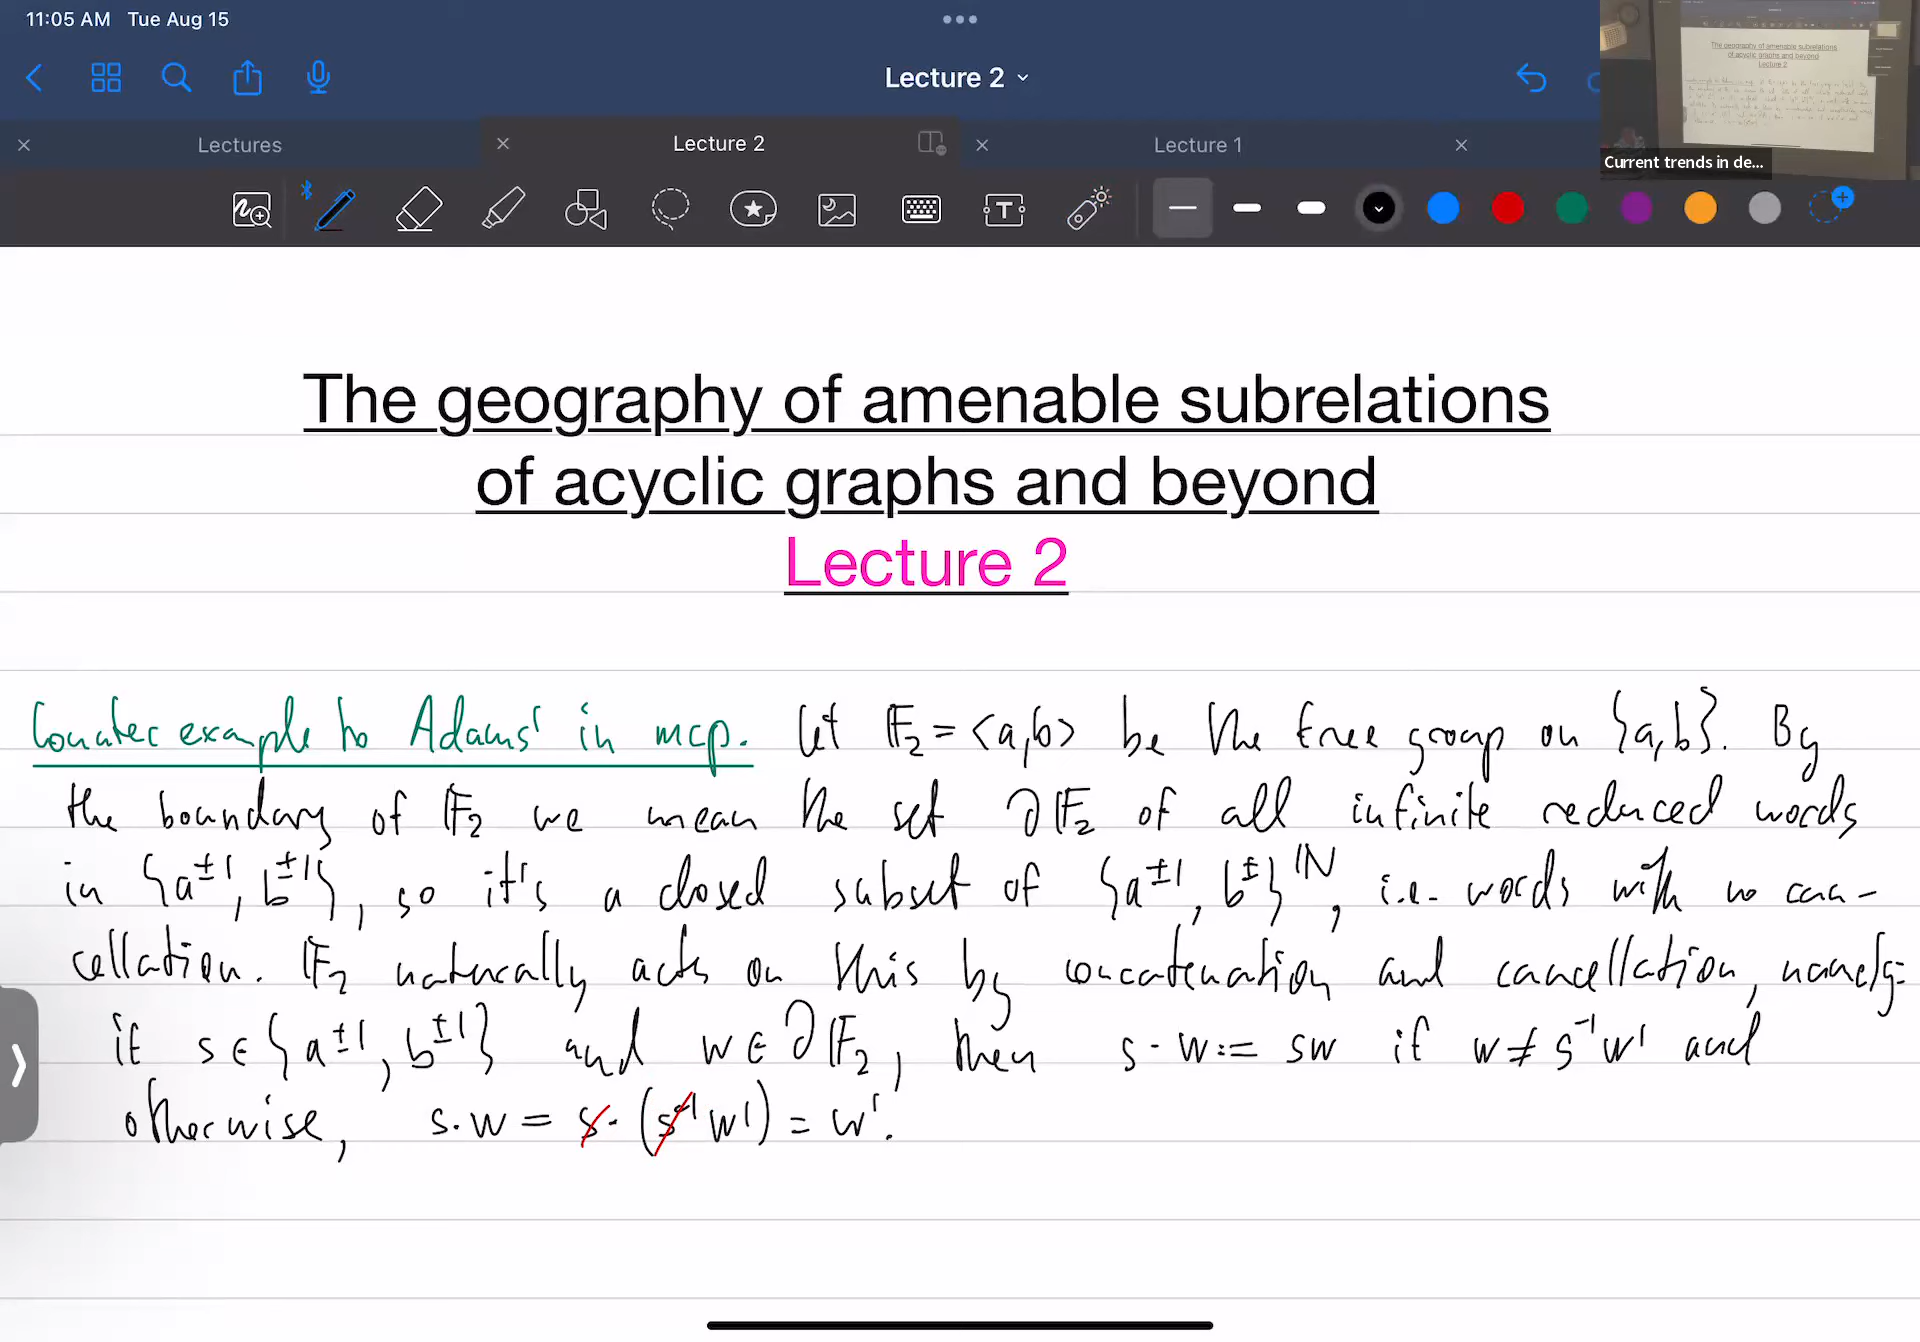 11:05 AM Tue Aug 15
Lecture 2
Lectures
Lecture 2
Lecture 1
Current trends in de...
The geography of amenable subrelations
of acyclic graphs and beyond
Lecture 2
Counterexample to Adams' in mcp. Let 𝔽₂ = <a,b> be the free group on {a,b}. By
the boundary of 𝔽₂ we mean the set ∂𝔽₂ of all infinite reduced words
in {a^±1, b^±1}, so it's a closed subset of {a^±1, b^±}^ℕ, i.e. words with no can-
cellation. 𝔽₂ naturally acts on this by concatenation and cancellation, namely:
if s ∈ {a^±1, b^±1} and w ∈ ∂𝔽₂, then s · w := sw if w ≠ s⁻¹w' and
otherwise, s·w = s·(s⁻¹w') = w'.